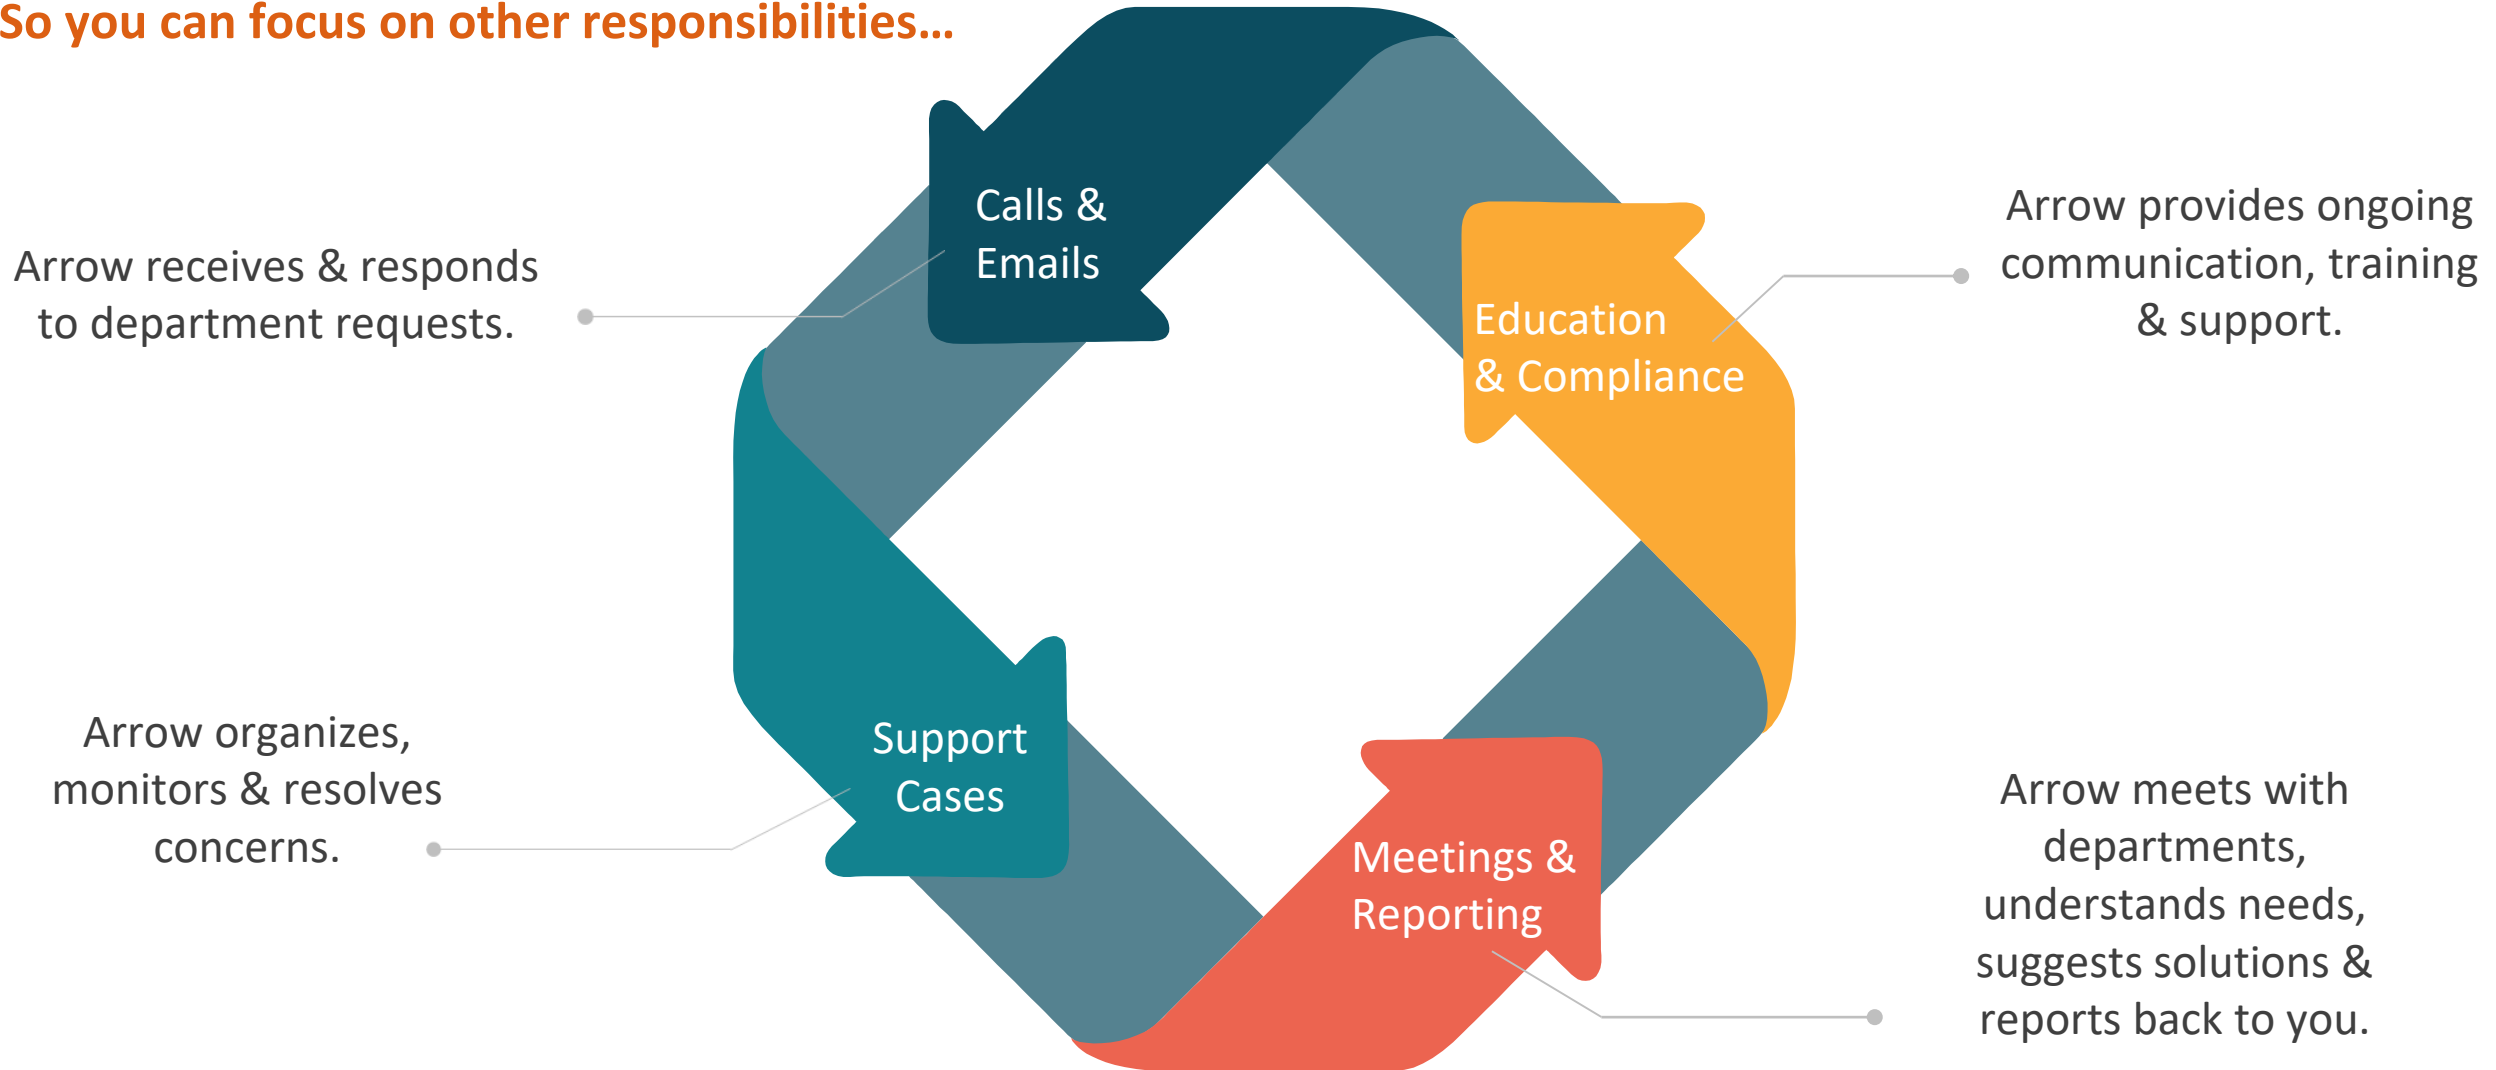 So you can focus on other responsibilities...
Calls &
Emails
Arrow receives & responds
to department requests.
Arrow provides ongoing
communication, training
& support.
Education
& Compliance
Support
Cases
Arrow organizes,
monitors & resolves
concerns.
Meetings &
Reporting
Arrow meets with
departments,
understands needs,
suggests solutions &
reports back to you.